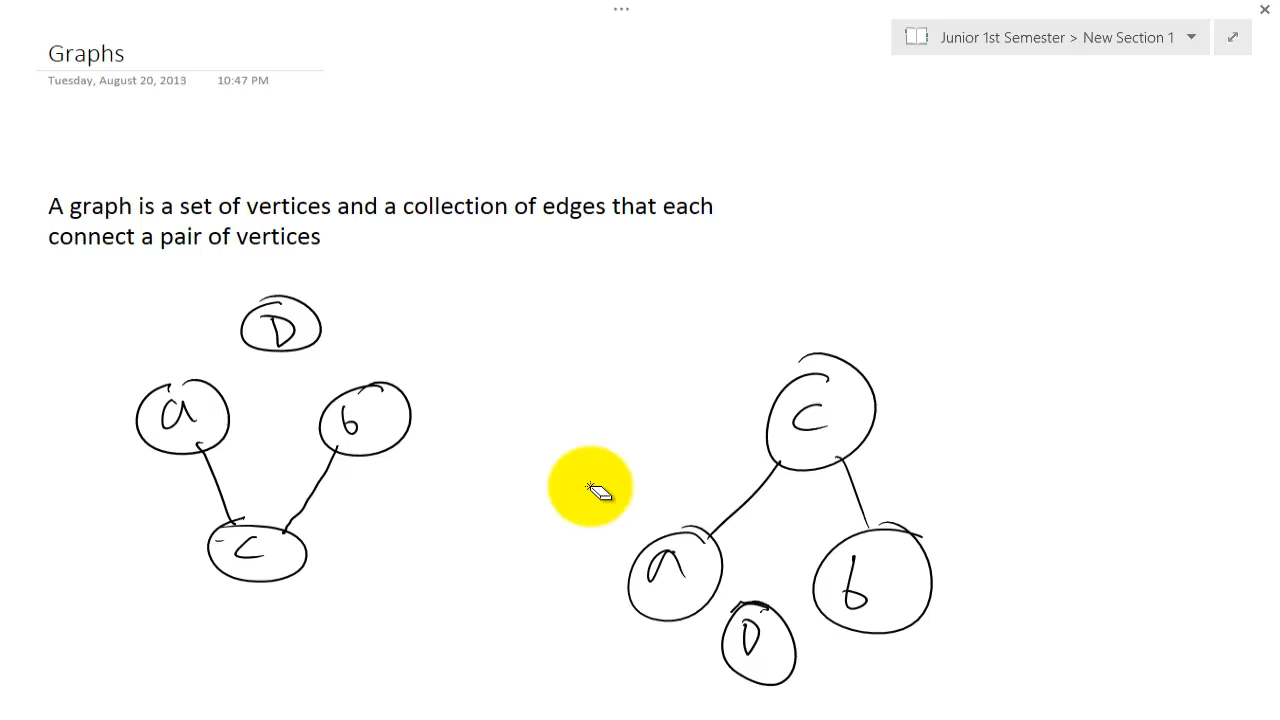 Junior 1st Semester > New Section 1
Graphs
Tuesday, August 20, 2013 10:47 PM
A graph is a set of vertices and a collection of edges that each
connect a pair of vertices
D
a
b
c
C
a
b
D